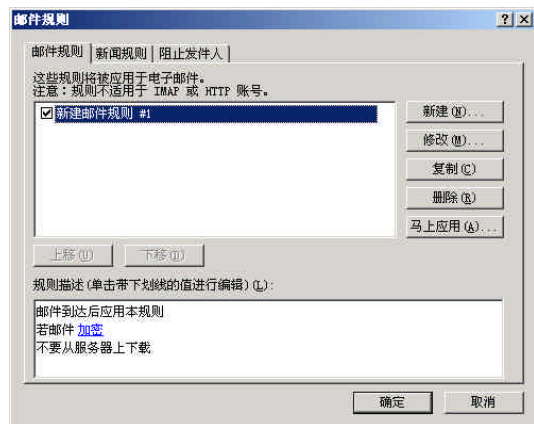 邮件规则
邮件规则 新闻规则 阻止发件人
这些规则将被应用于电子邮件。
注意：规则不适用于 IMAP 或 HTTP 账号。
新建邮件规则 #1
新建(N)...
修改(M)...
复制(C)
删除(R)
马上应用(A)...
上移(U) 下移(D)
规则描述(单击带下划线的值进行编辑)(L):
邮件到达后应用本规则
若邮件 加密
不要从服务器上下载
确定 取消